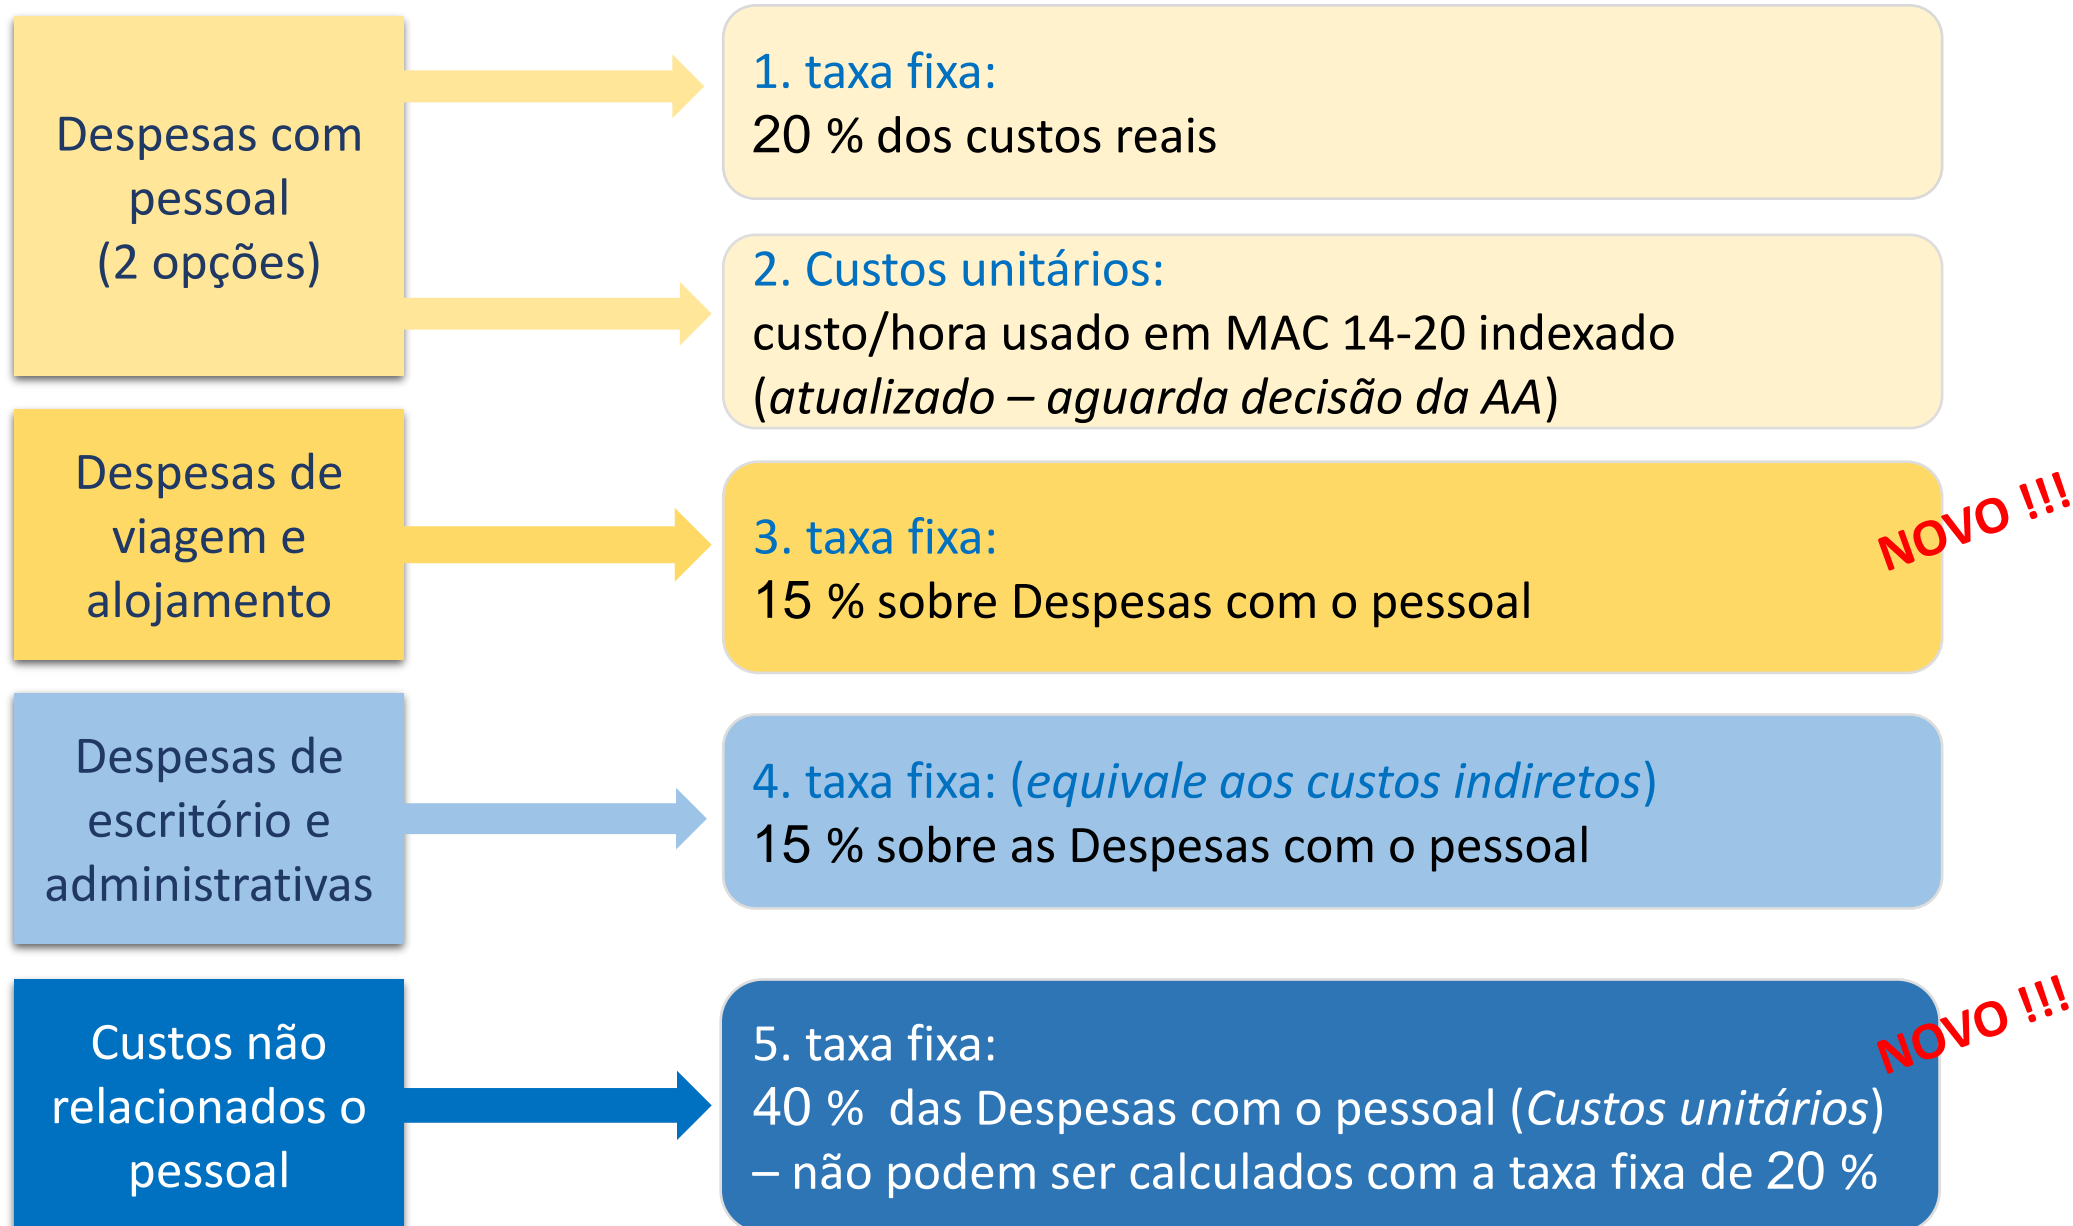 Despesas com
pessoal
(2 opções)
1. taxa fixa:
20 % dos custos reais
2. Custos unitários:
custo/hora usado em MAC 14-20 indexado
(atualizado – aguarda decisão da AA)
Despesas de
viagem e
alojamento
3. taxa fixa:
15 % sobre Despesas com o pessoal
NOVO !!!
Despesas de
escritório e
administrativas
4. taxa fixa: (equivale aos custos indiretos)
15 % sobre as Despesas com o pessoal
Custos não
relacionados o
pessoal
5. taxa fixa:
40 %  das Despesas com o pessoal (Custos unitários)
– não podem ser calculados com a taxa fixa de 20 %
NOVO !!!